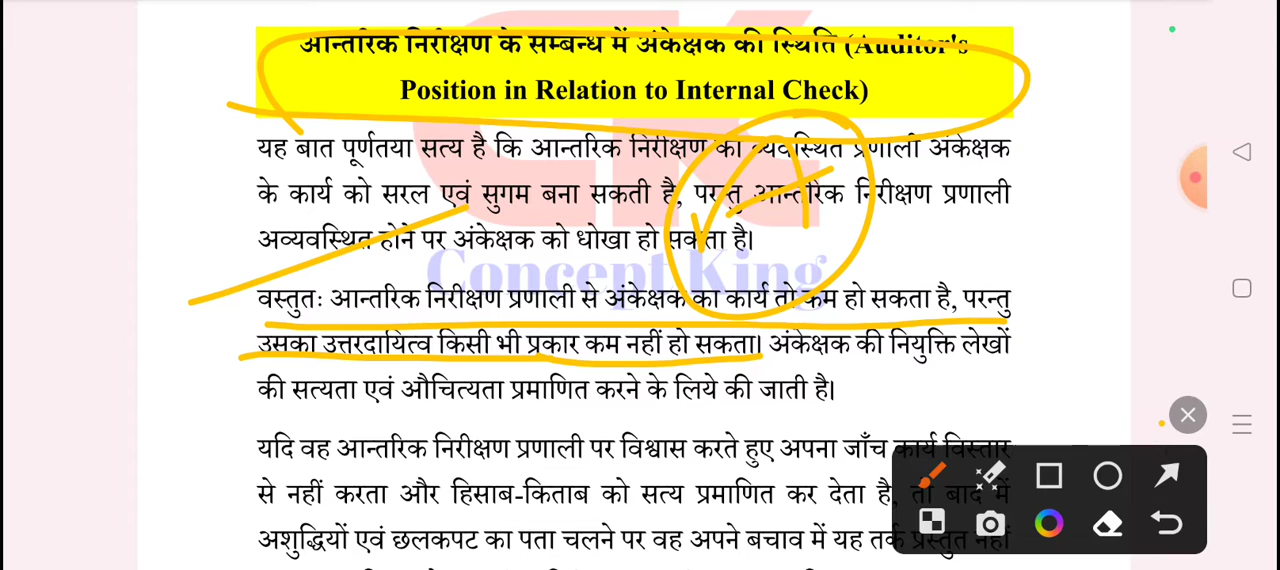 आन्तरिक निरीक्षण के सम्बन्ध में अंकेक्षक की स्थिति (Auditor's
Position in Relation to Internal Check)
यह बात पूर्णतया सत्य है कि आन्तरिक निरीक्षण की व्यवस्थित प्रणाली अंकेक्षक
के कार्य को सरल एवं सुगम बना सकती है, परन्तु आन्तरिक निरीक्षण प्रणाली
अव्यवस्थित होने पर अंकेक्षक को धोखा हो सकता है।
Concept King
वस्तुतः आन्तरिक निरीक्षण प्रणाली से अंकेक्षक का कार्य तो कम हो सकता है, परन्तु
उसका उत्तरदायित्व किसी भी प्रकार कम नहीं हो सकता। अंकेक्षक की नियुक्ति लेखों
की सत्यता एवं औचित्यता प्रमाणित करने के लिये की जाती है।
यदि वह आन्तरिक निरीक्षण प्रणाली पर विश्वास करते हुए अपना जाँच कार्य विस्तार
से नहीं करता और हिसाब-किताब को सत्य प्रमाणित कर देता है, तो बाद में
अशुद्धियों एवं छलकपट का पता चलने पर वह अपने बचाव में यह तर्क प्रस्तुत नहीं